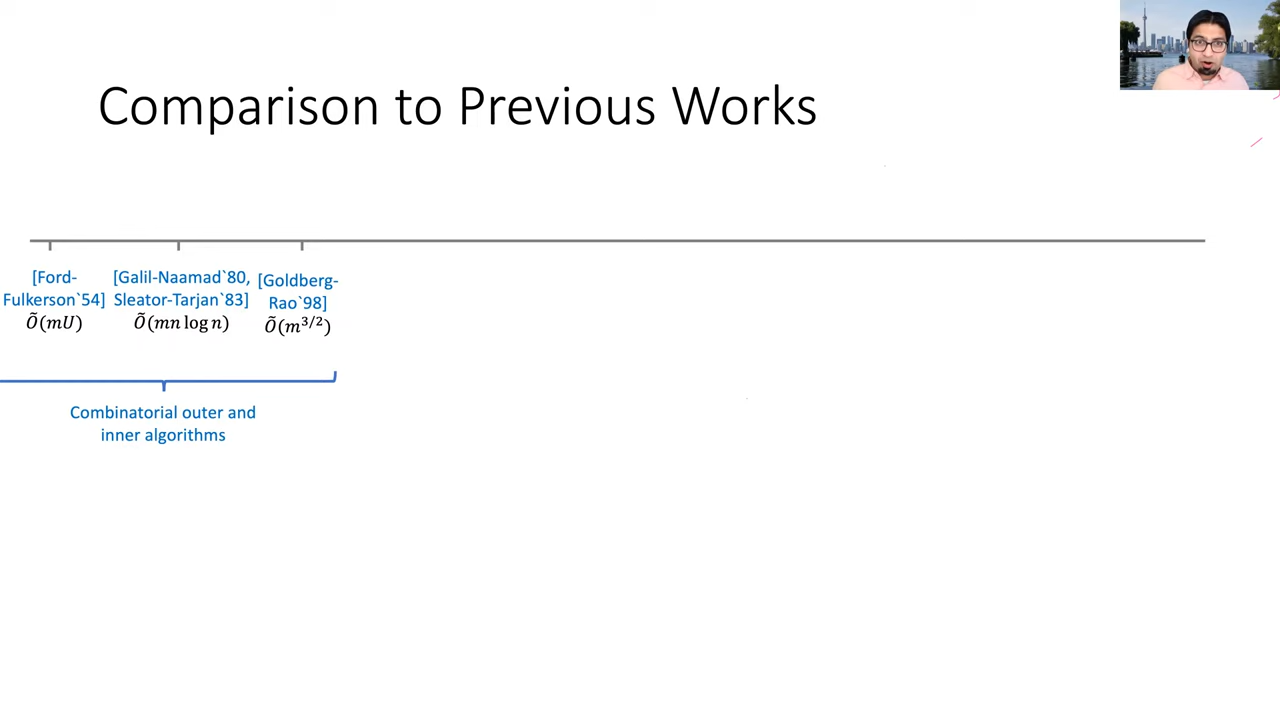 Comparison to Previous Works
[Ford-
Fulkerson`54]
Õ(mU)
[Galil-Naamad`80,
Sleator-Tarjan`83]
Õ(mn log n)
[Goldberg-
Rao`98]
Õ(m^{3/2})
Combinatorial outer and
inner algorithms